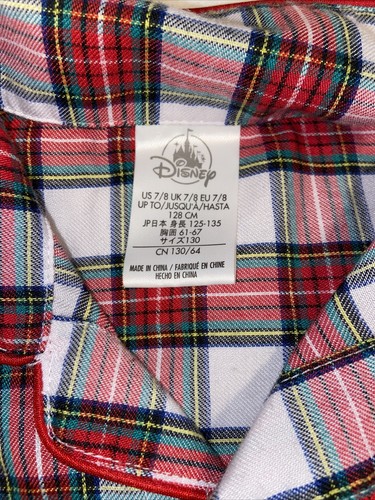 Disney
US 7/8 UK 7/8 EU 7/8
UP TO/JUSQU'À/HASTA
128 CM
JP日本 身長 125-135
胸囲 61-67
サイズ130
CN 130/64
MADE IN CHINA / FABRIQUÉ EN CHINE
HECHO EN CHINA